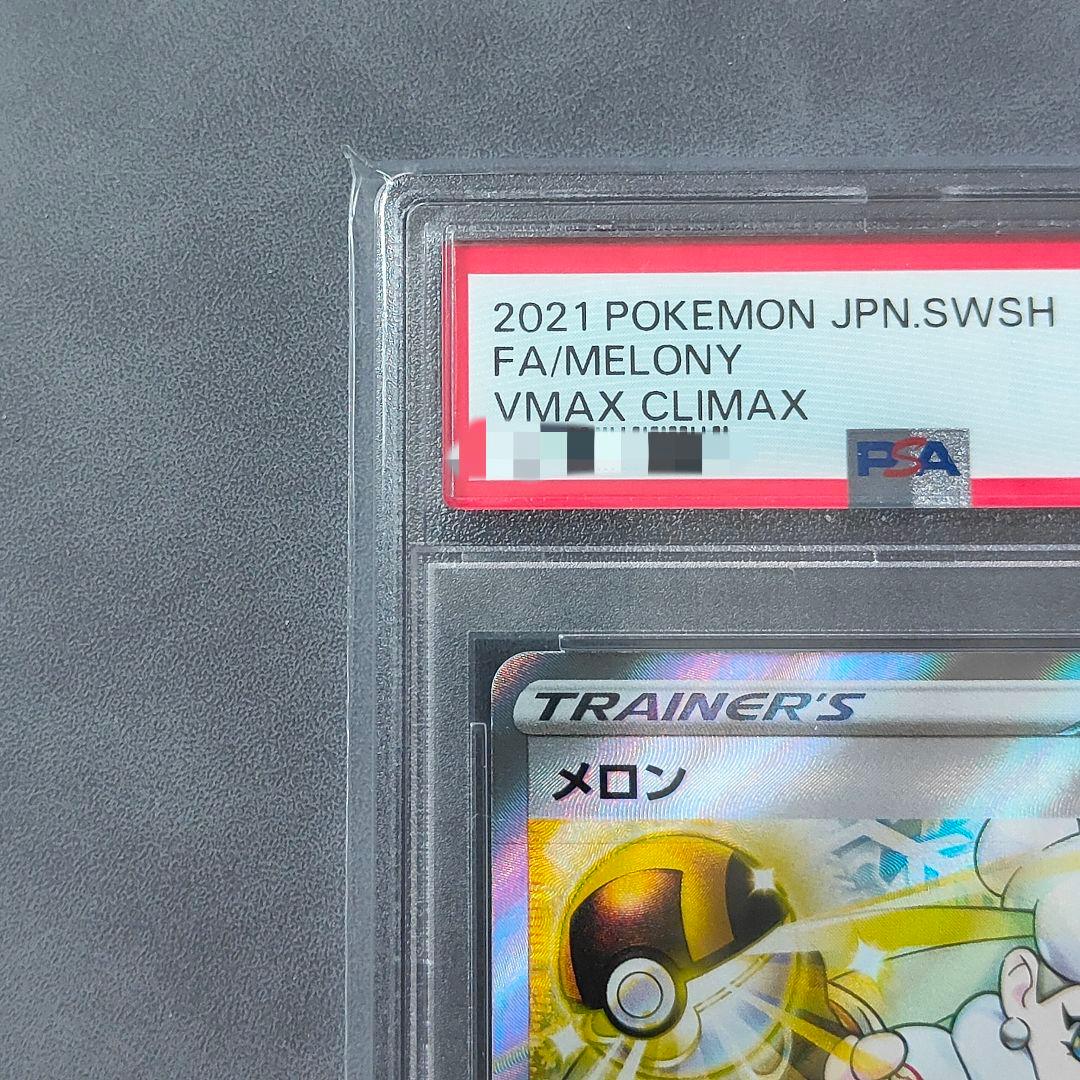 2021 POKEMON JPN.SWSH
FA/MELONY
VMAX CLIMAX
PSA
TRAINER'S
メロン